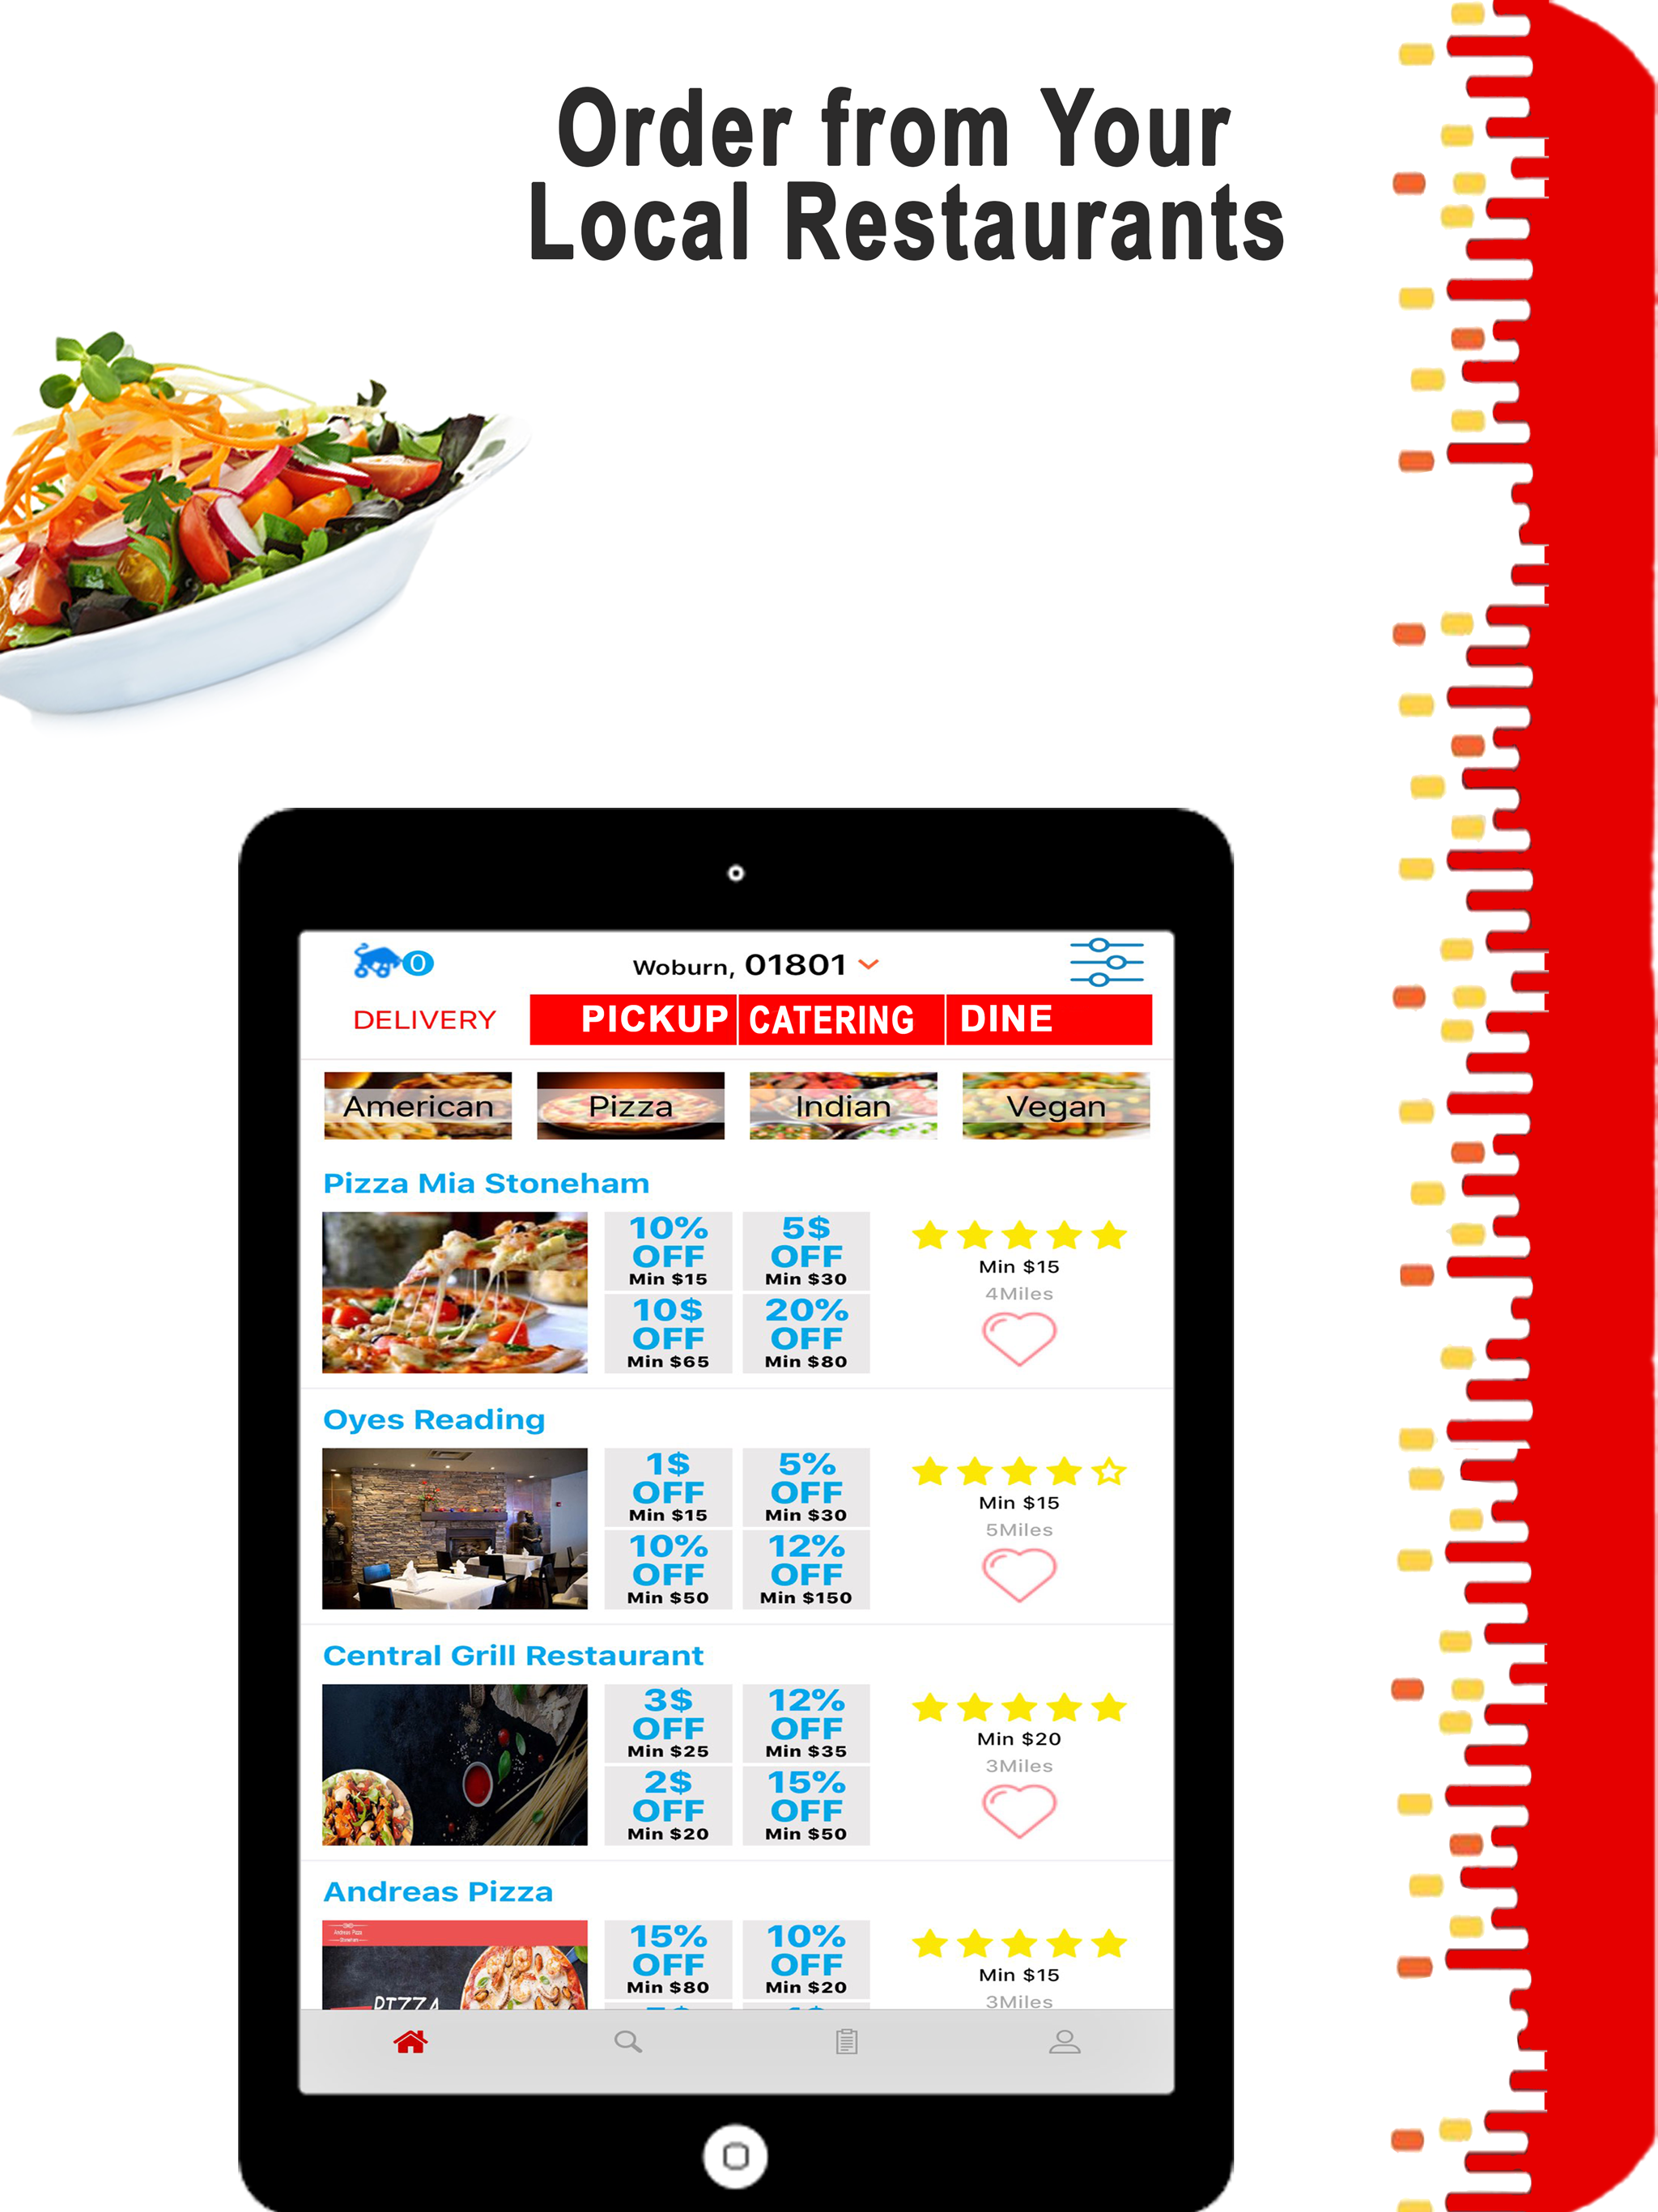 Order from Your
Local Restaurants
0
Woburn, 01801
DELIVERY PICKUP CATERING DINE
American Pizza Indian Vegan
Pizza Mia Stoneham
10% OFF Min $15
5$ OFF Min $30
10$ OFF Min $65
20% OFF Min $80
Min $15
4Miles
Oyes Reading
1$ OFF Min $15
5% OFF Min $30
10% OFF Min $50
12% OFF Min $150
Min $15
5Miles
Central Grill Restaurant
3$ OFF Min $25
12% OFF Min $35
2$ OFF Min $20
15% OFF Min $50
Min $20
3Miles
Andreas Pizza
Andreas Pizza
PIZZA
15% OFF Min $80
10% OFF Min $20
Min $15
3Miles